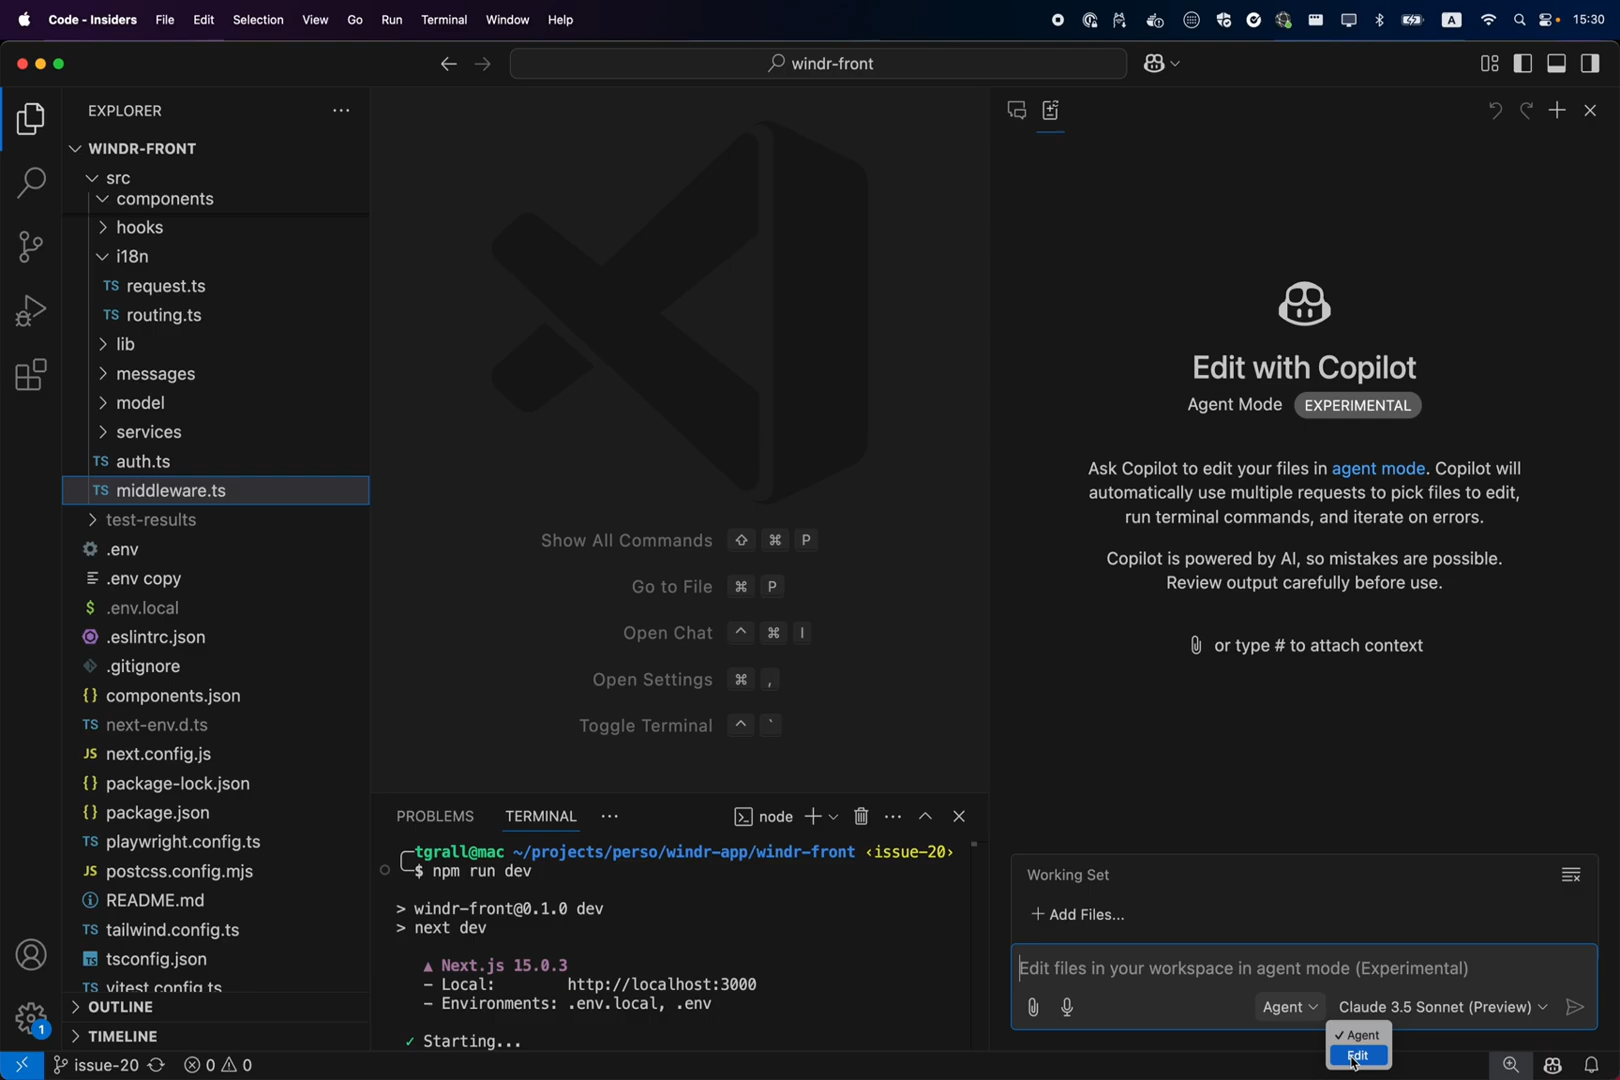 Code - Insiders File Edit Selection View Go Run Terminal Window Help A 15:30
windr-front
EXPLORER
WINDR-FRONT
src
components
hooks
i18n
TS request.ts
TS routing.ts
lib
messages
model
services
TS auth.ts
TS middleware.ts
test-results
.env
.env copy
$ .env.local
.eslintrc.json
.gitignore
{} components.json
TS next-env.d.ts
JS next.config.js
{} package-lock.json
{} package.json
TS playwright.config.ts
JS postcss.config.mjs
README.md
TS tailwind.config.ts
TS tsconfig.json
TS vitest.config.ts
OUTLINE
TIMELINE
1
Show All Commands ⇧ ⌘ P
Go to File ⌘ P
Open Chat ^ ⌘ I
Open Settings ⌘ ,
Toggle Terminal ^ `
PROBLEMS TERMINAL ··· node
tgrall@mac ~/projects/perso/windr-app/windr-front ‹issue-20›
$ npm run dev
> windr-front@0.1.0 dev
> next dev
▲ Next.js 15.0.3
- Local: http://localhost:3000
- Environments: .env.local, .env
✓ Starting...
Edit with Copilot
Agent Mode EXPERIMENTAL
Ask Copilot to edit your files in agent mode. Copilot will
automatically use multiple requests to pick files to edit,
run terminal commands, and iterate on errors.
Copilot is powered by AI, so mistakes are possible.
Review output carefully before use.
or type # to attach context
Working Set
+ Add Files...
Edit files in your workspace in agent mode (Experimental)
Agent Claude 3.5 Sonnet (Preview)
✓ Agent
Edit
issue-20 0 0